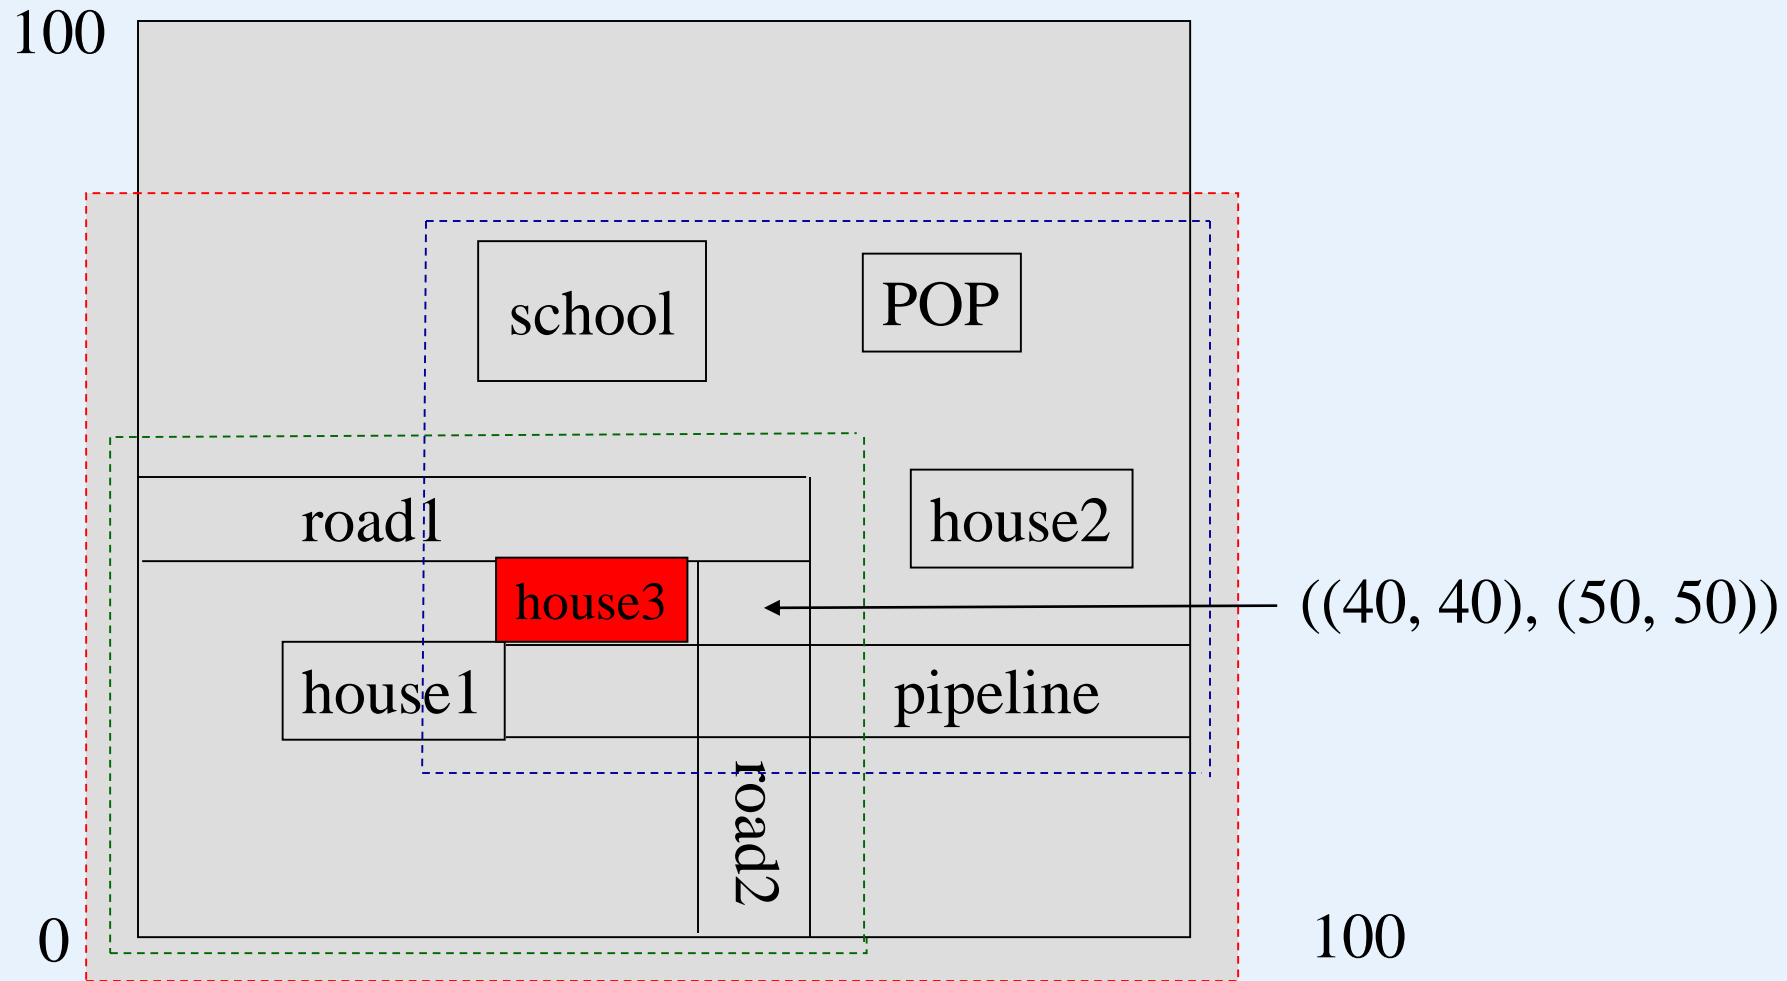 100
school
POP
road1
house2
house3
((40, 40), (50, 50))
house1
pipeline
road2
0
100